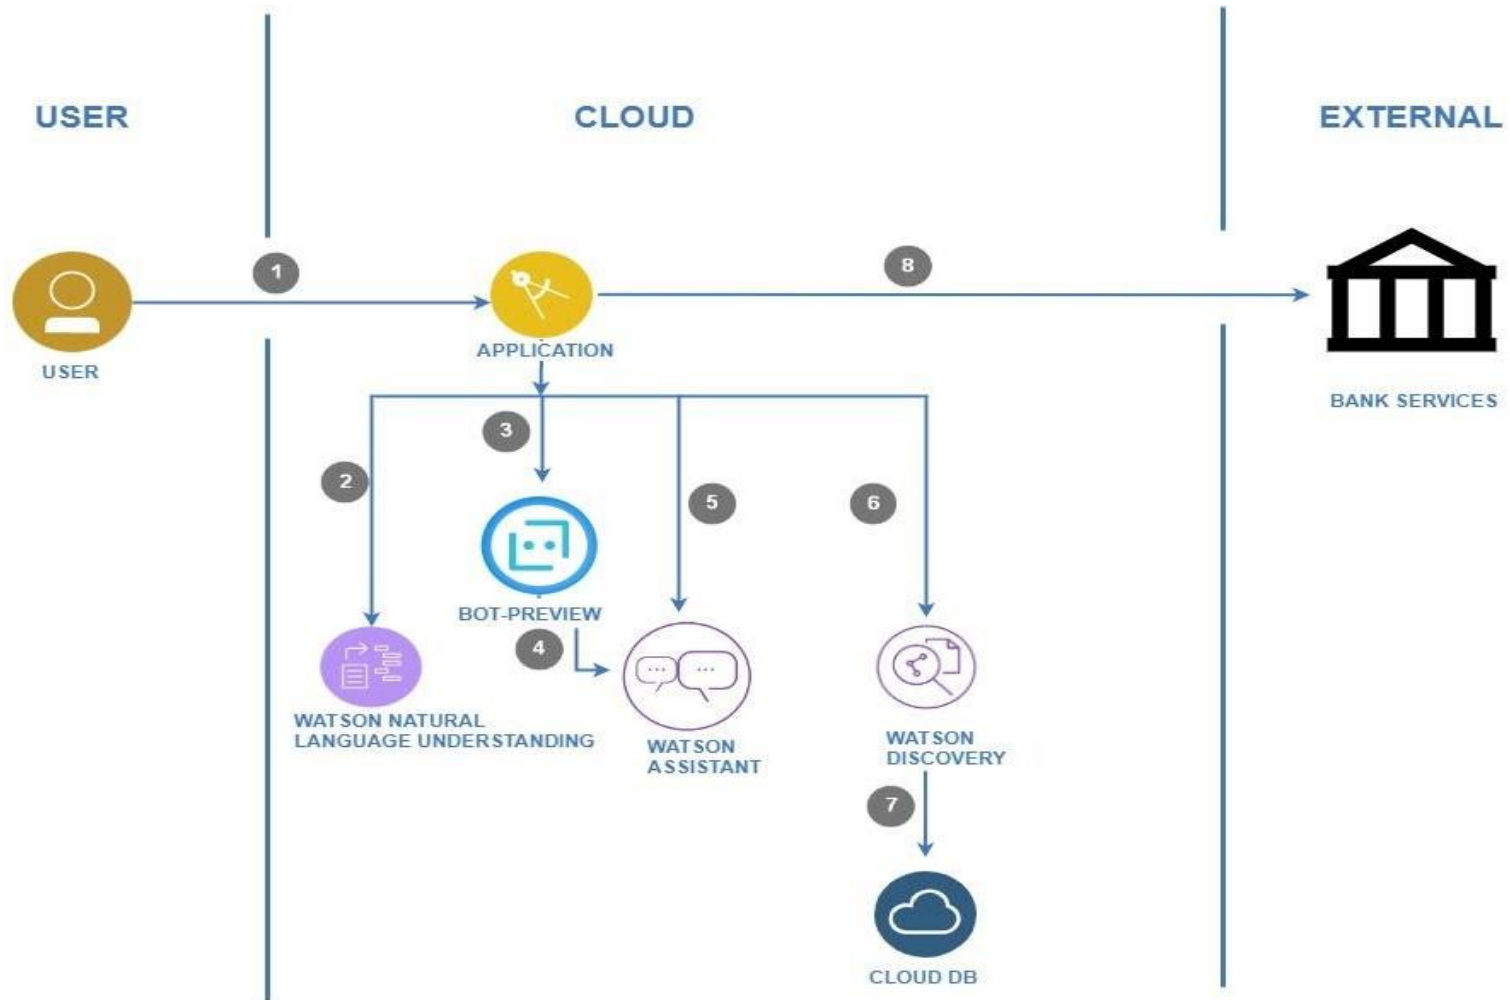 USER
CLOUD
EXTERNAL
1
8
USER
APPLICATION
BANK SERVICES
3
2
5
6
BOT-PREVIEW
4
WATSON NATURAL
LANGUAGE UNDERSTANDING
WATSON
ASSISTANT
WATSON
DISCOVERY
7
CLOUD DB